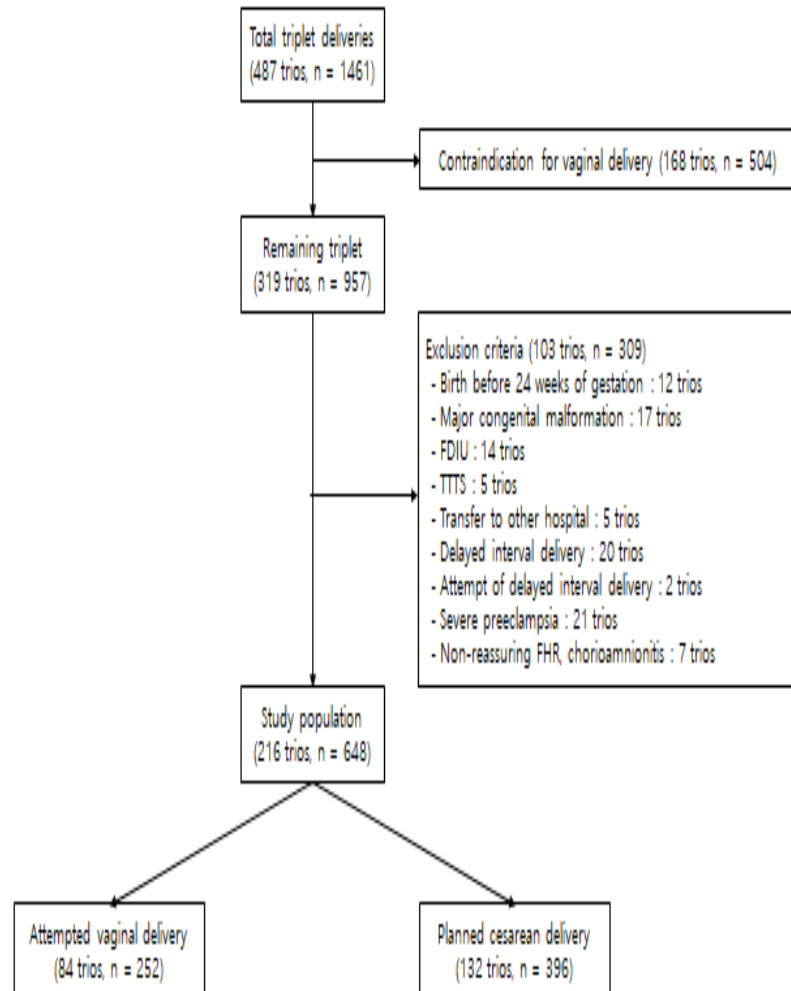 Total triplet deliveries
(487 trios, n = 1461)
Contraindication for vaginal delivery (168 trios, n = 504)
Remaining triplet
(319 trios, n = 957)
Exclusion criteria (103 trios, n = 309)
- Birth before 24 weeks of gestation : 12 trios
- Major congenital malformation : 17 trios
- FDIU : 14 trios
- TTTS : 5 trios
- Transfer to other hospital : 5 trios
- Delayed interval delivery : 20 trios
- Attempt of delayed interval delivery : 2 trios
- Severe preeclampsia : 21 trios
- Non-reassuring FHR, chorioamnionitis : 7 trios
Study population
(216 trios, n = 648)
Attempted vaginal delivery
(84 trios, n = 252)
Planned cesarean delivery
(132 trios, n = 396)